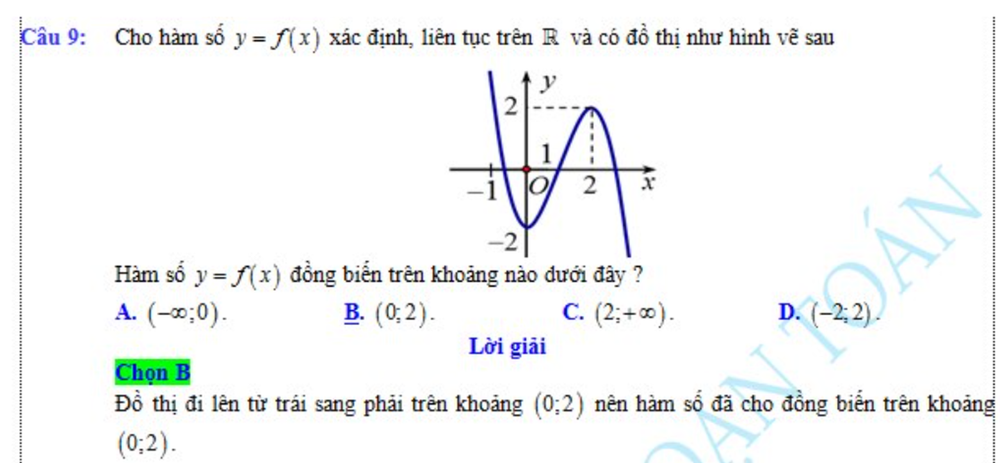 Câu 9: Cho hàm số y = f(x) xác định, liên tục trên ℝ và có đồ thị như hình vẽ sau
y
2
1
-1 O 2 x
-2
Hàm số y = f(x) đồng biến trên khoảng nào dưới đây ?
A. (-∞;0). B. (0;2). C. (2;+∞). D. (-2;2).
Lời giải
Chọn B
Đồ thị đi lên từ trái sang phải trên khoảng (0;2) nên hàm số đã cho đồng biến trên khoảng
(0;2).
TOÁN